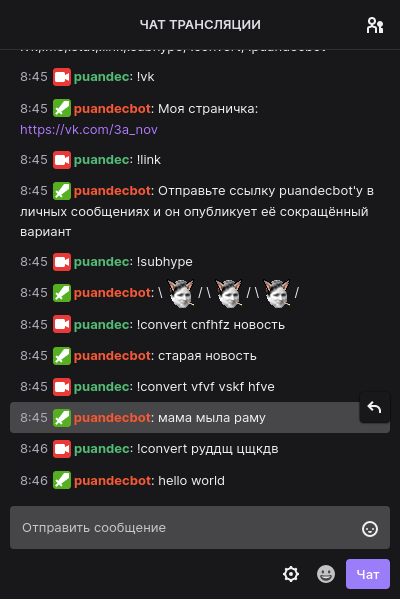 ЧАТ ТРАНСЛЯЦИИ
8:45 puandec: !vk
8:45 puandecbot: Моя страничка:
https://vk.com/3a_nov
8:45 puandec: !link
8:45 puandecbot: Отправьте ссылку puandecbot'у в
личных сообщениях и он опубликует её сокращённый
вариант
8:45 puandec: !subhype
8:45 puandecbot: \ / \ / \ /
8:45 puandec: !convert cnfhfz новость
8:45 puandecbot: старая новость
8:45 puandec: !convert vfvf vskf hfve
8:45 puandecbot: мама мыла раму
8:46 puandec: !convert руддщ цщкдв
8:46 puandecbot: hello world
Отправить сообщение
Чат